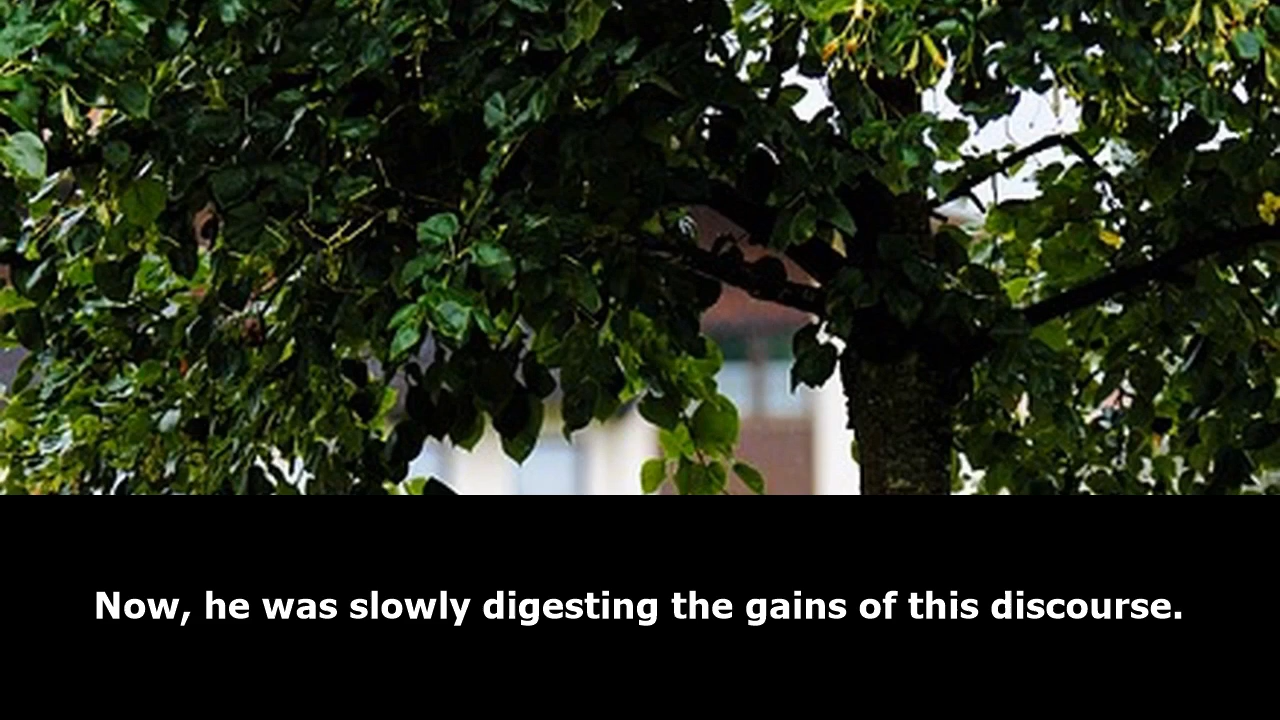 Now, he was slowly digesting the gains of this discourse.